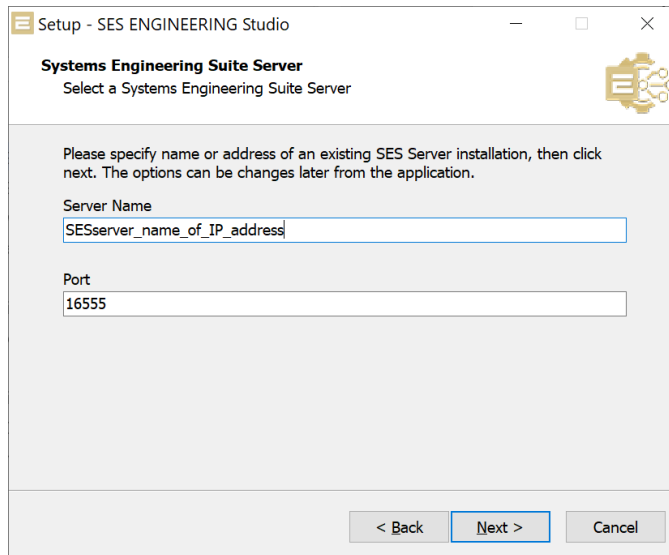 Setup - SES ENGINEERING Studio
Systems Engineering Suite Server
Select a Systems Engineering Suite Server
Please specify name or address of an existing SES Server installation, then click
next. The options can be changes later from the application.
Server Name
SESserver_name_of_IP_address
Port
16555
< Back
Next >
Cancel